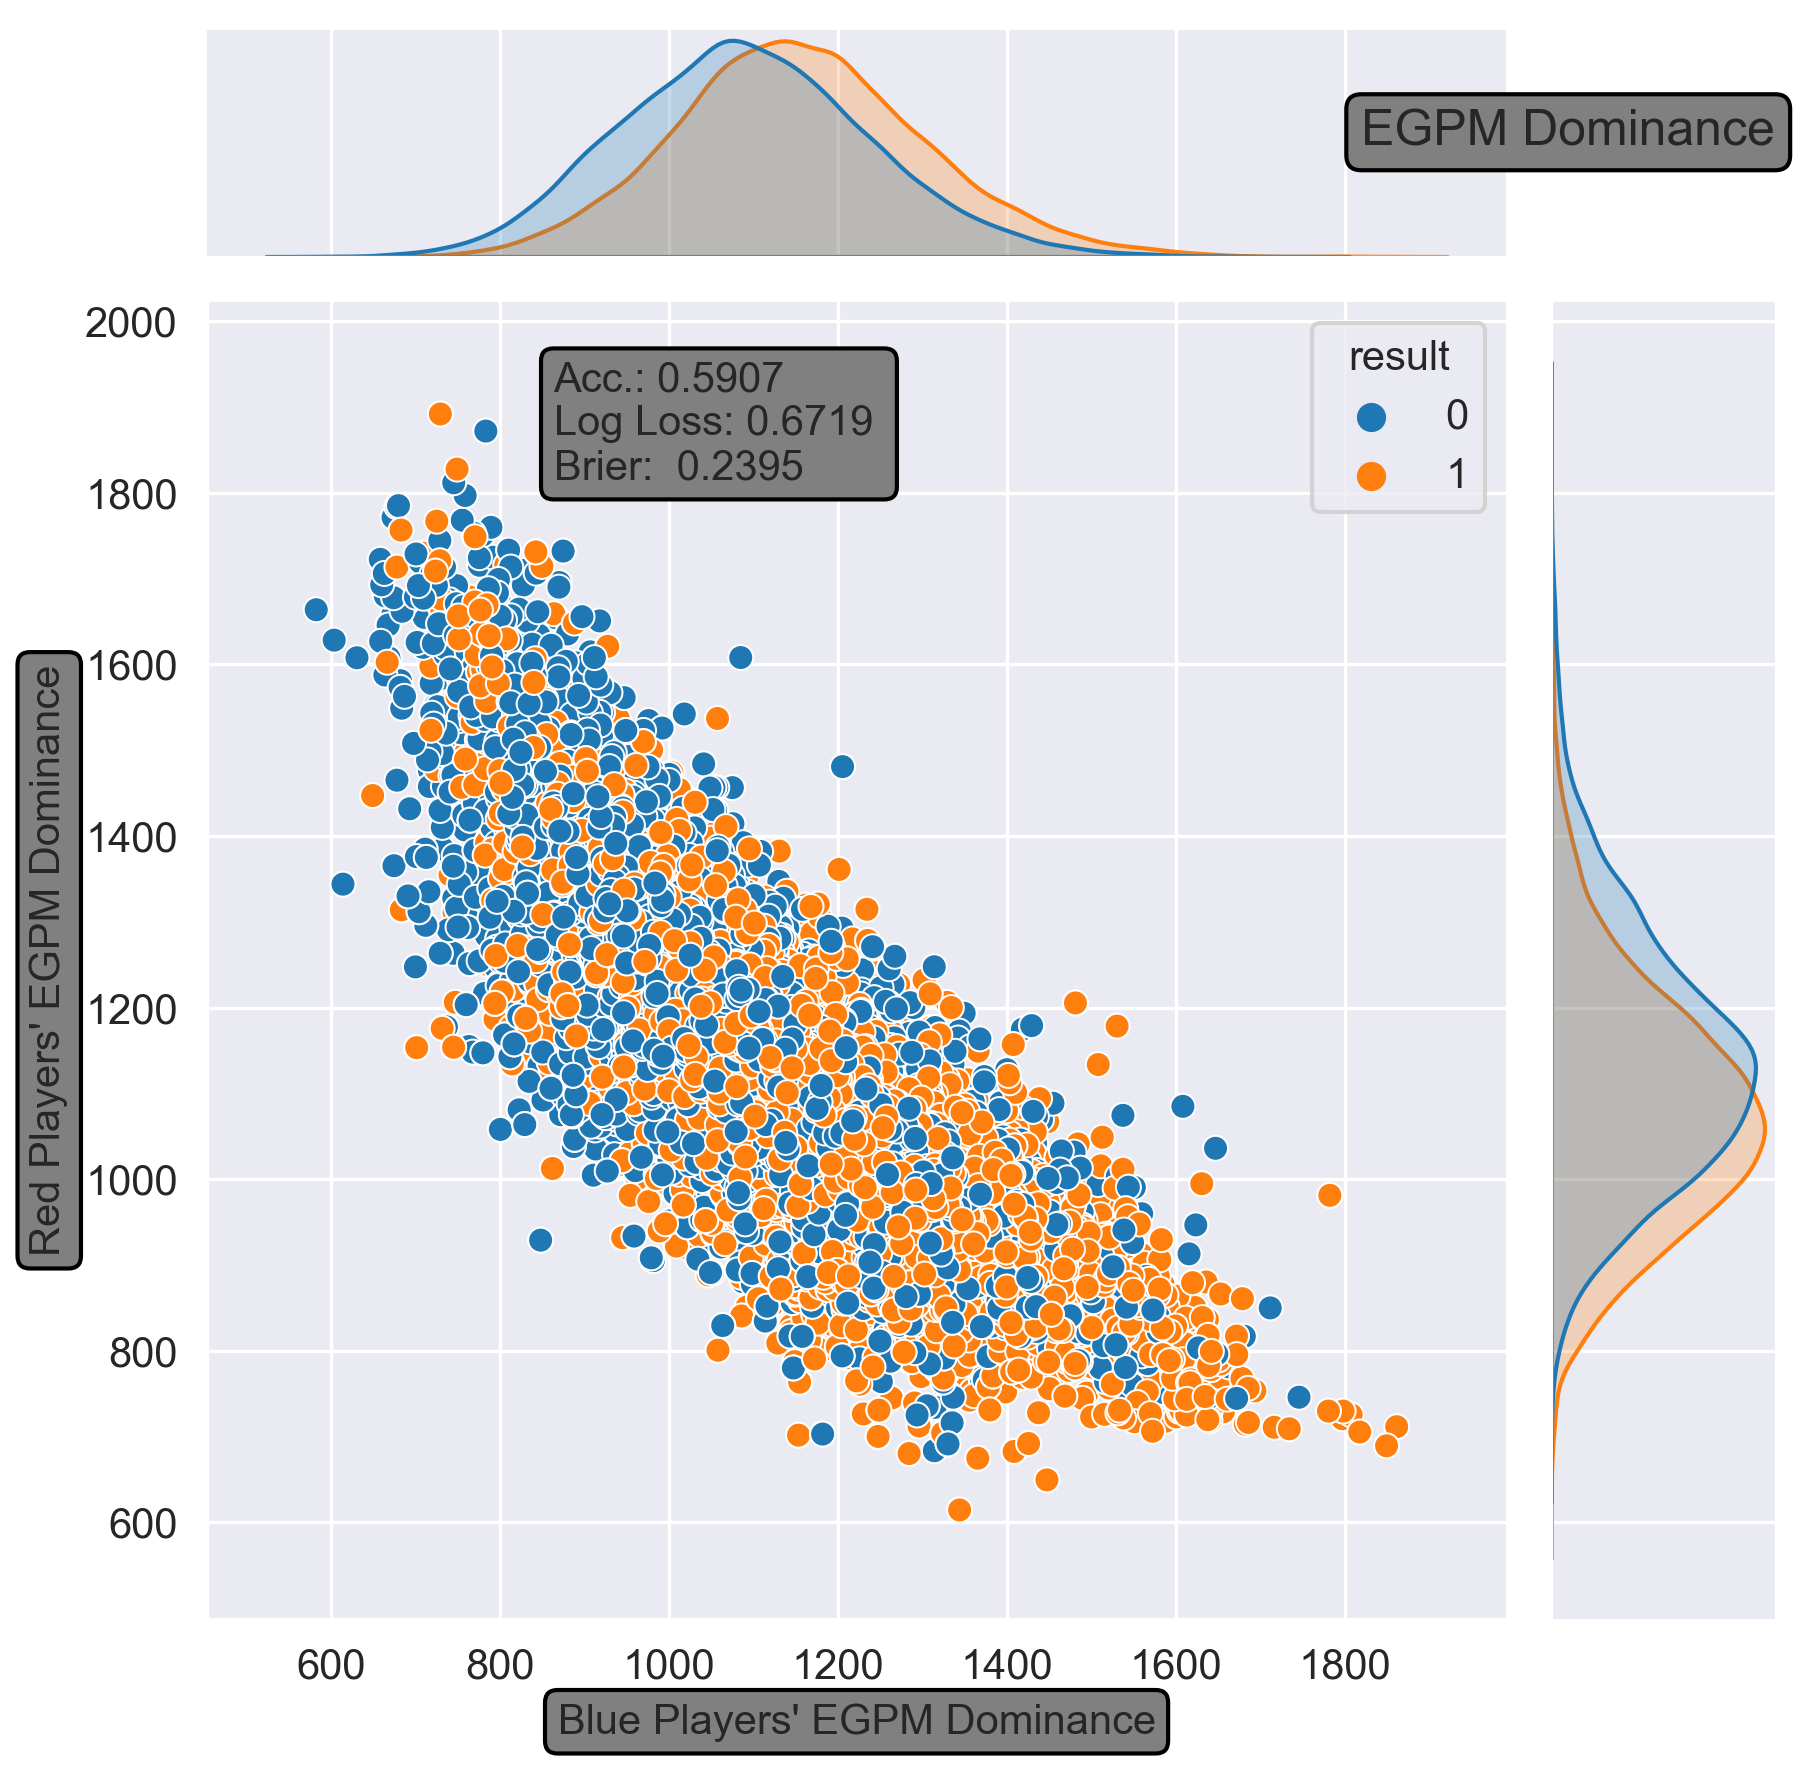 EGPM Dominance
2000
1800
1600
1400
1200
1000
800
600
Red Players' EGPM Dominance
Acc.: 0.5907
Log Loss: 0.6719
Brier:  0.2395
result
0
1
600 800 1000 1200 1400 1600 1800
Blue Players' EGPM Dominance